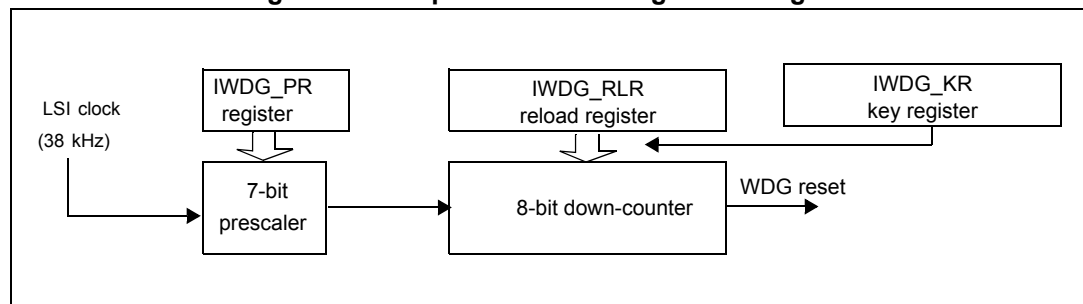 IWDG_PR
register
IWDG_RLR
reload register
IWDG_KR
key register
LSI clock
(38 kHz)
7-bit
prescaler
8-bit down-counter
WDG reset